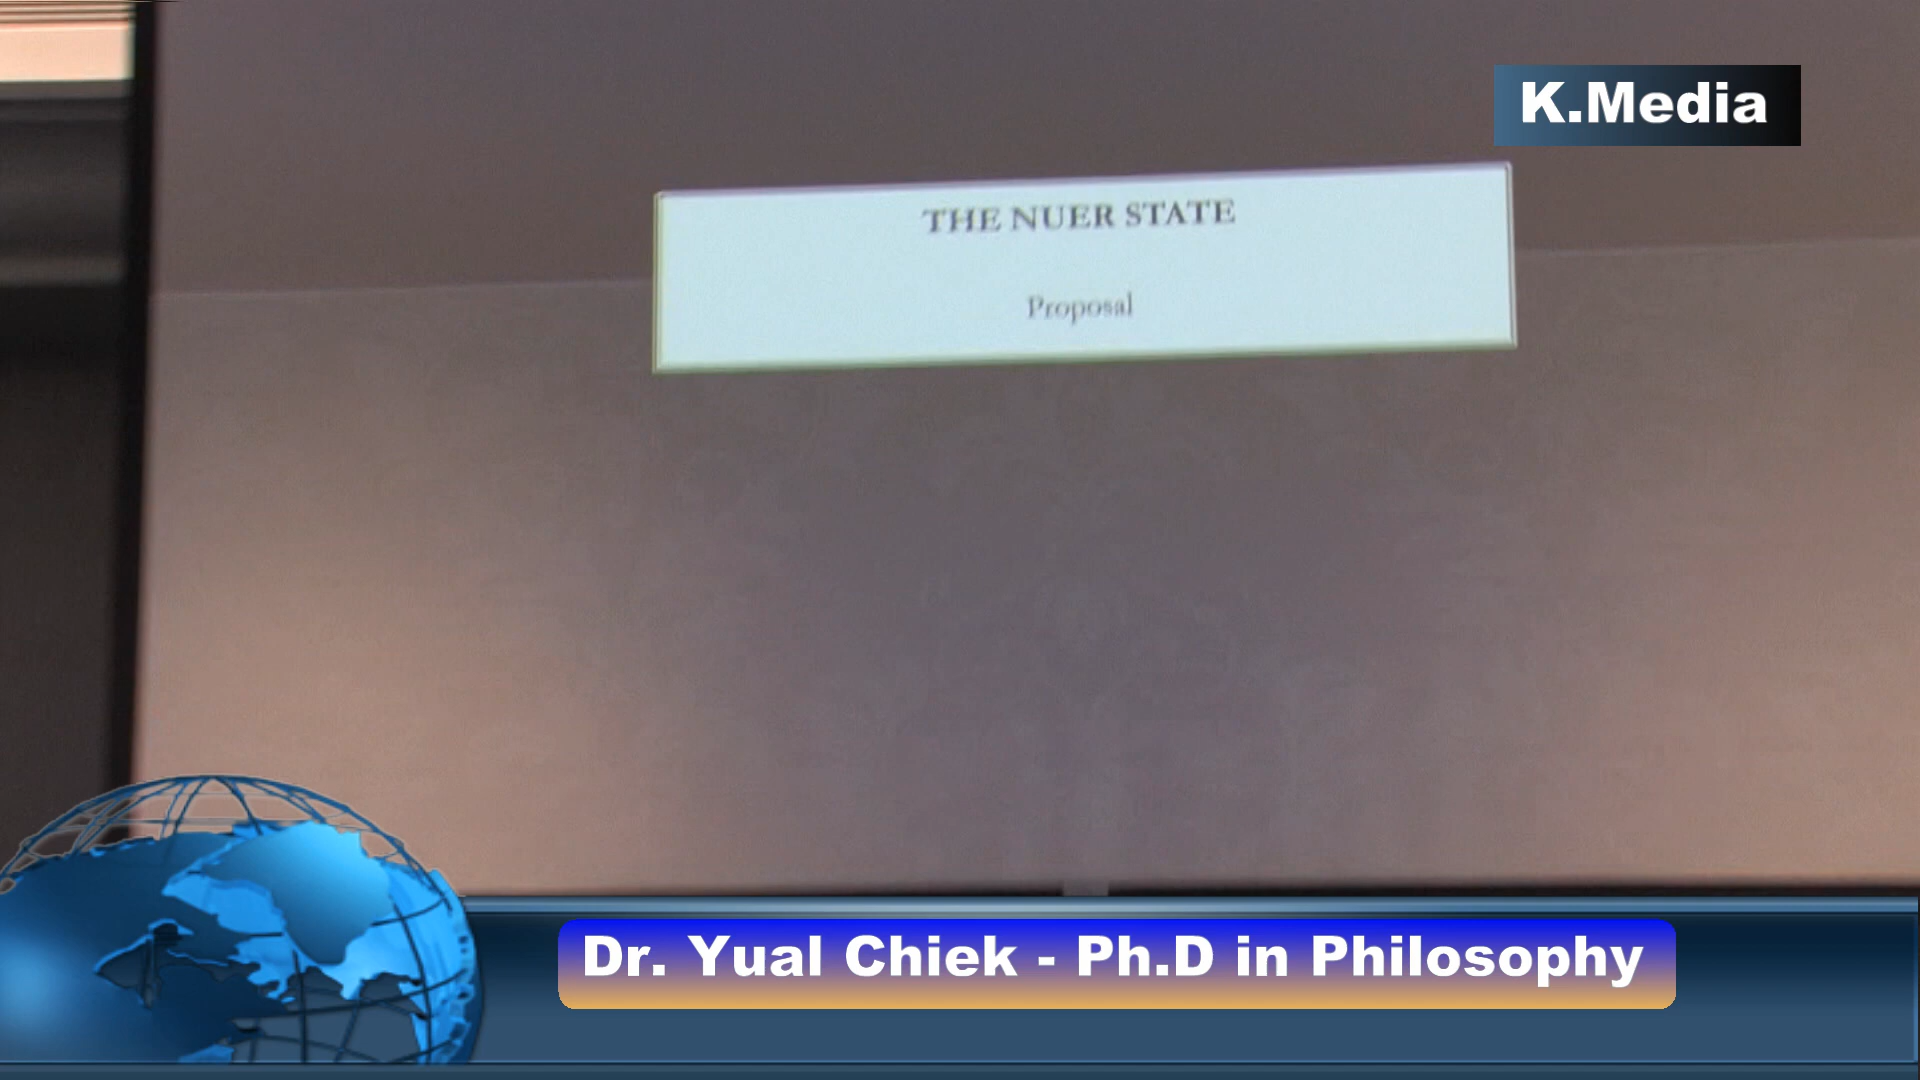 K.Media
THE NUER STATE
Proposal
Dr. Yual Chiek - Ph.D in Philosophy